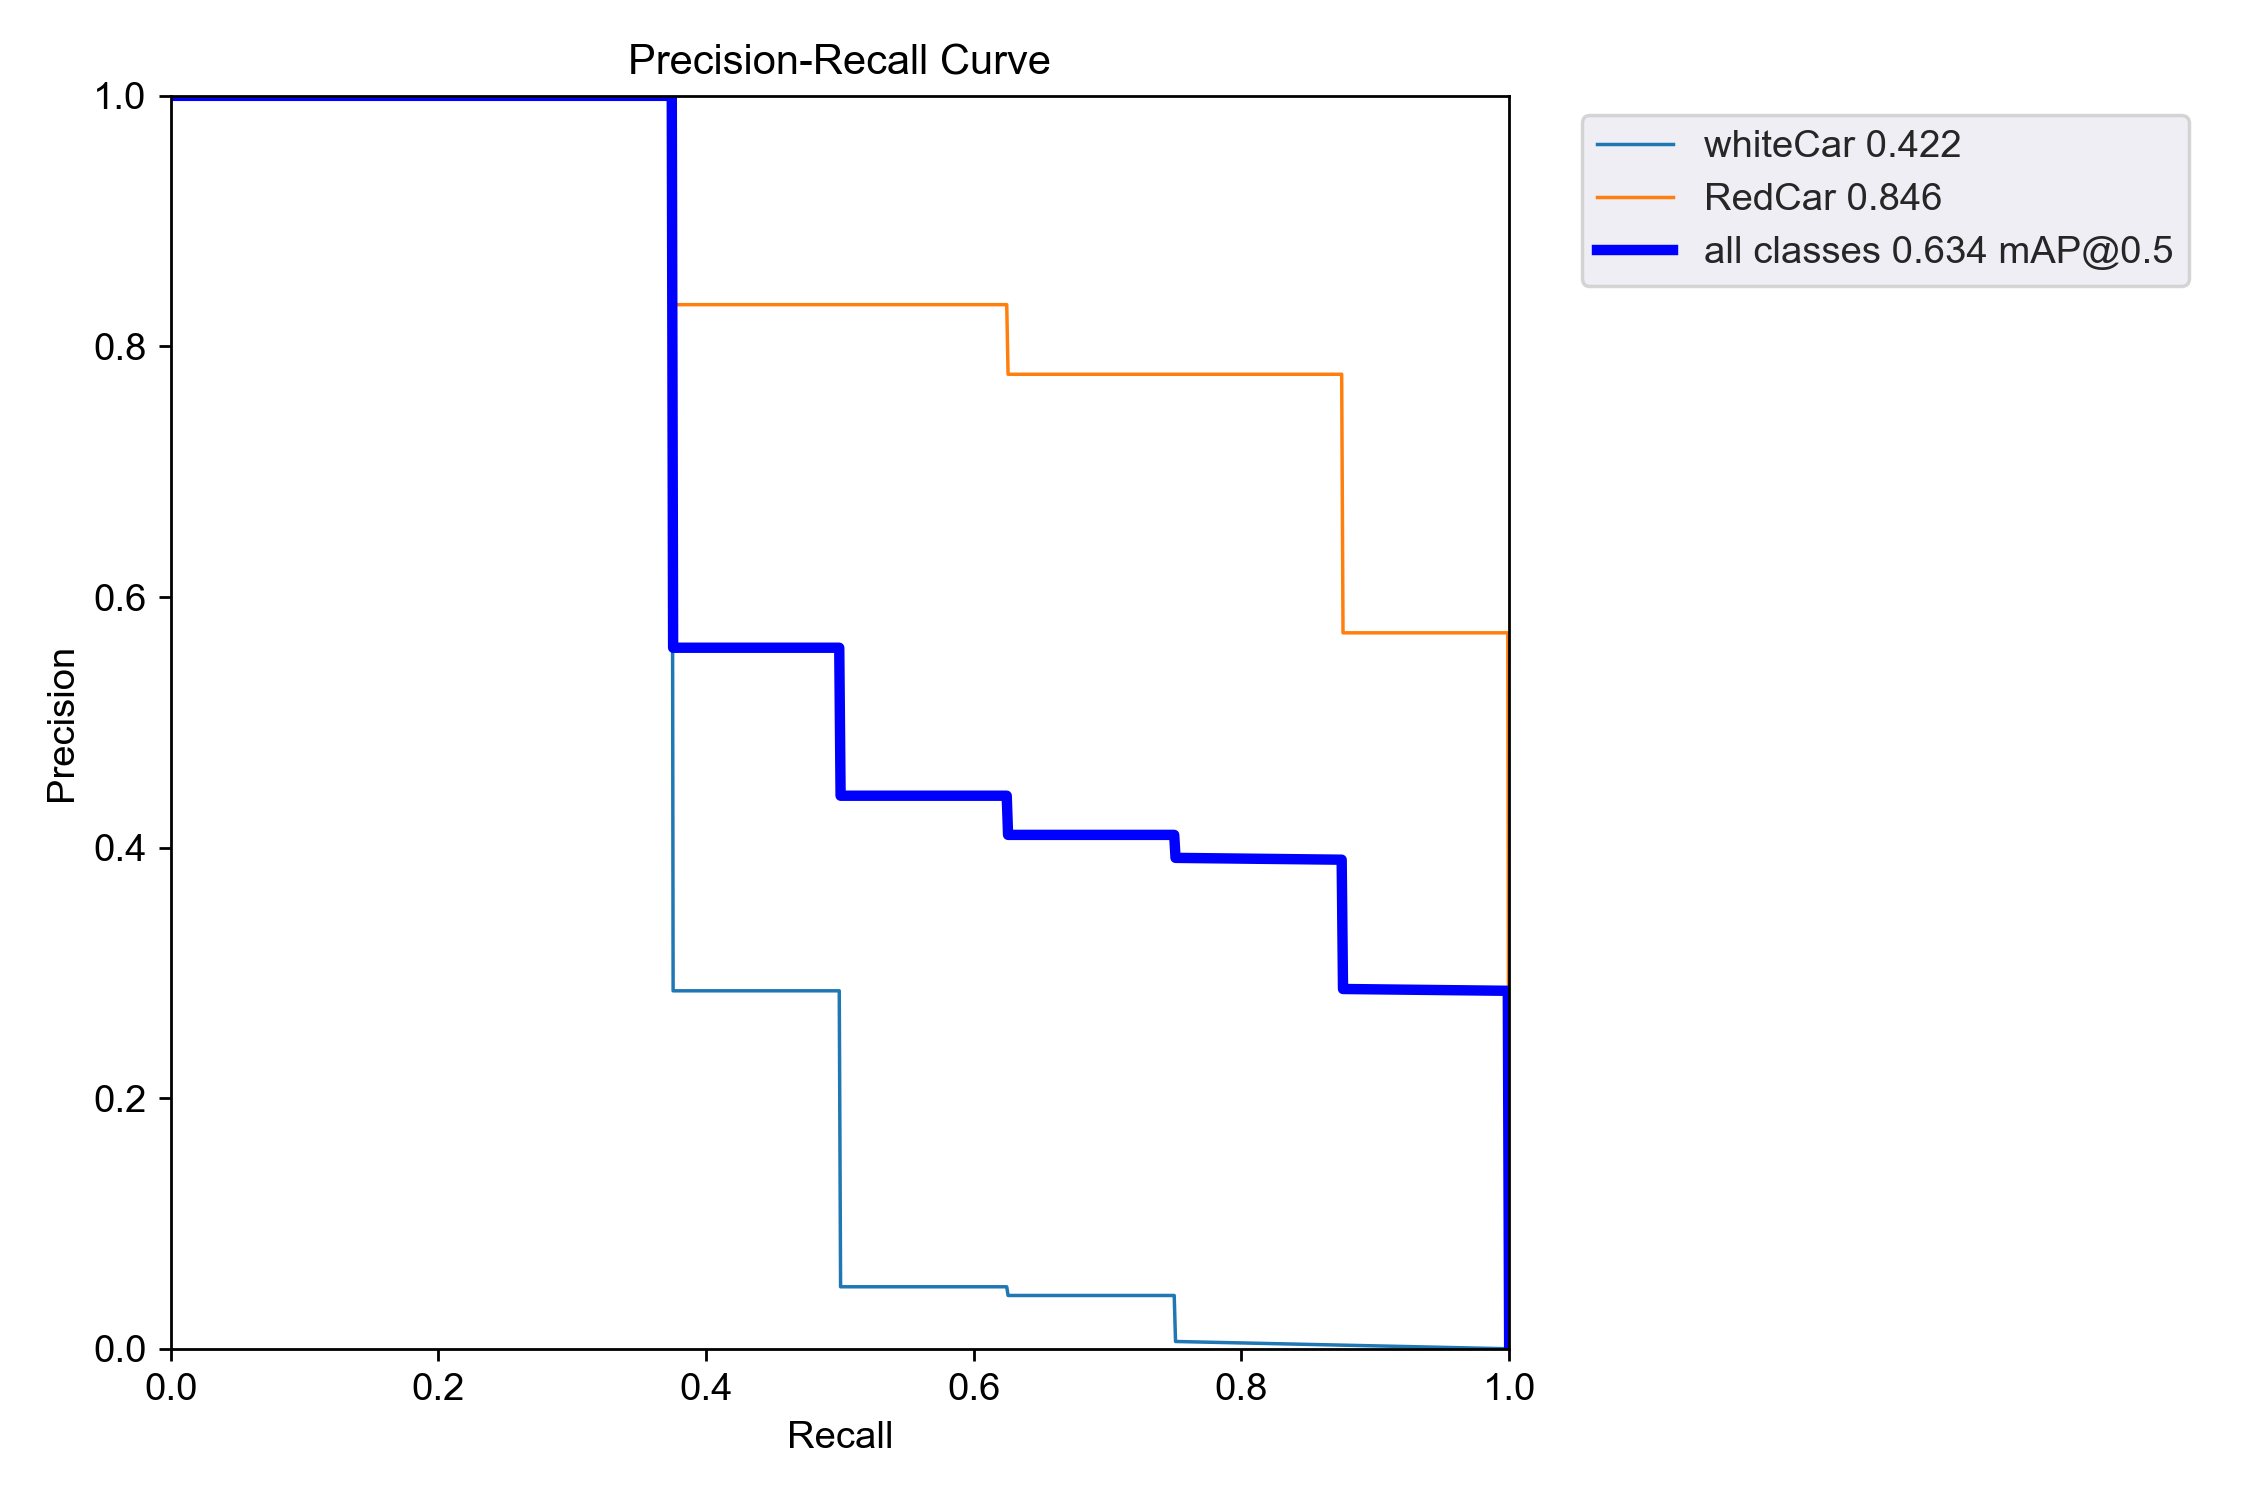 Precision-Recall Curve
1.0
0.8
0.6
0.4
0.2
0.0
Precision
0.0 0.2 0.4 0.6 0.8 1.0
Recall
whiteCar 0.422
RedCar 0.846
all classes 0.634 mAP@0.5